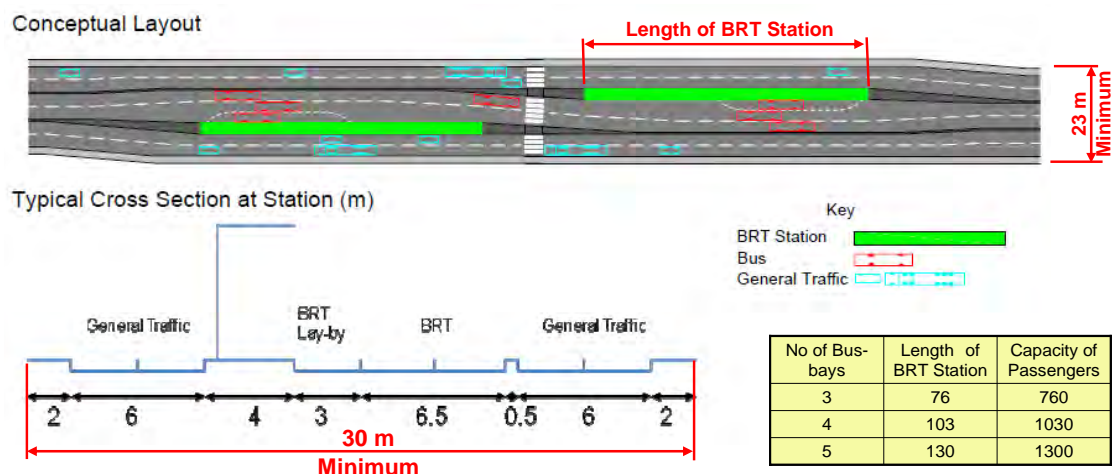 Conceptual Layout
Length of BRT Station
23 m
Minimum
Typical Cross Section at Station (m)
Key
BRT Station
Bus
General Traffic
General Traffic
BRT
Lay-by
BRT
General Traffic
2 6 4 3 6.5 0.5 6 2
30 m
Minimum
No of Bus-
bays
Length of
BRT Station
Capacity of
Passengers
3 76 760
4 103 1030
5 130 1300